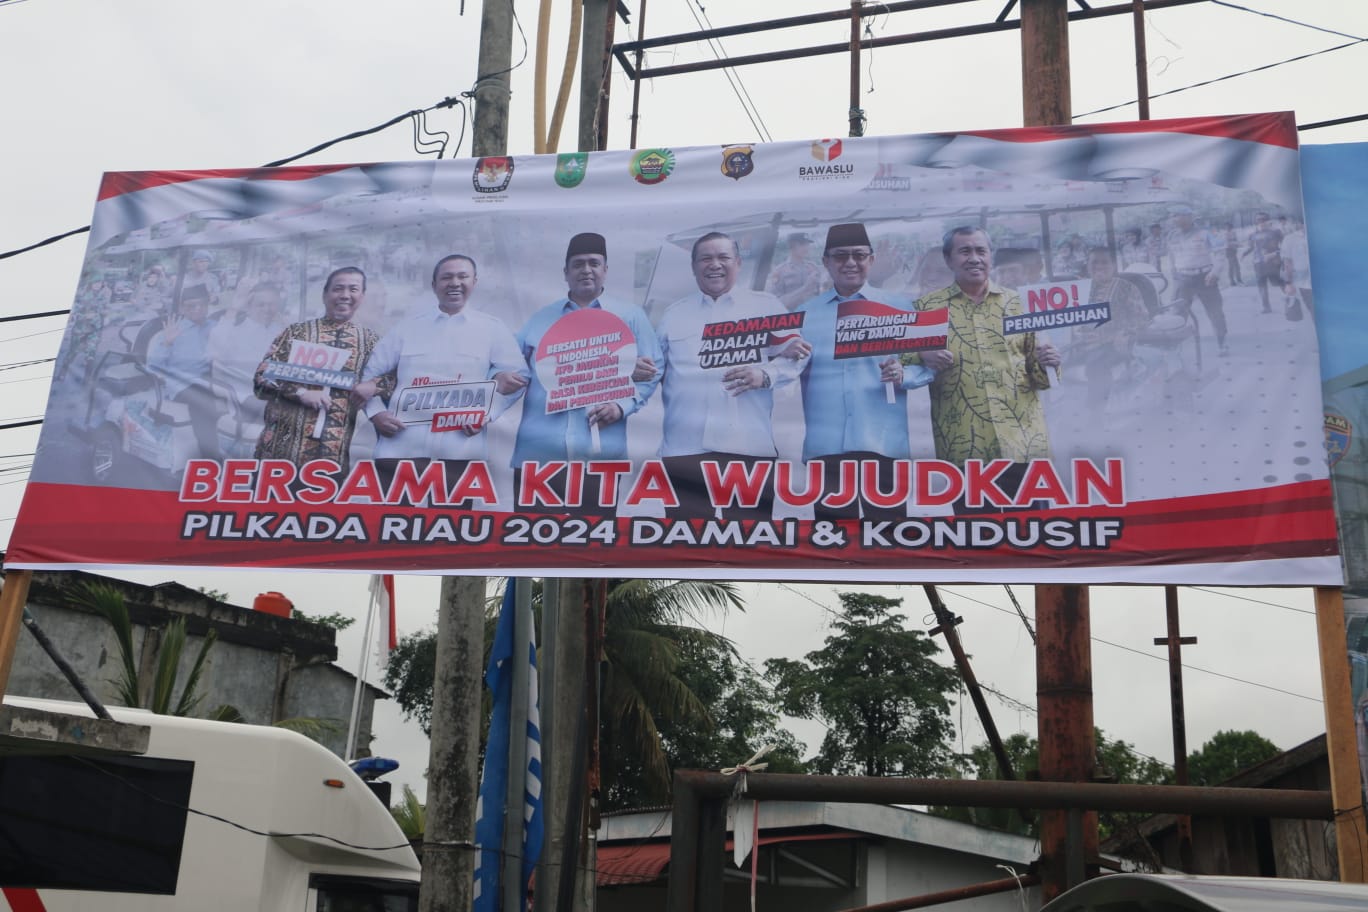 BAWASLU
NO!
PERPECAHAN
AYO..........!
PILKADA
DAMAI
BERSATU UNTUK
INDONESIA,
AYO JAUHKAN
PEMILU DARI
RASA KEBENCIAN
DAN PERMUSUHAN
KEDAMAIAN
ADALAH
UTAMA
PERTARUNGAN
YANG DAMAI
DAN BERINTEGRITAS
NO!
PERMUSUHAN
BERSAMA KITA WUJUDKAN
PILKADA RIAU 2024 DAMAI & KONDUSIF